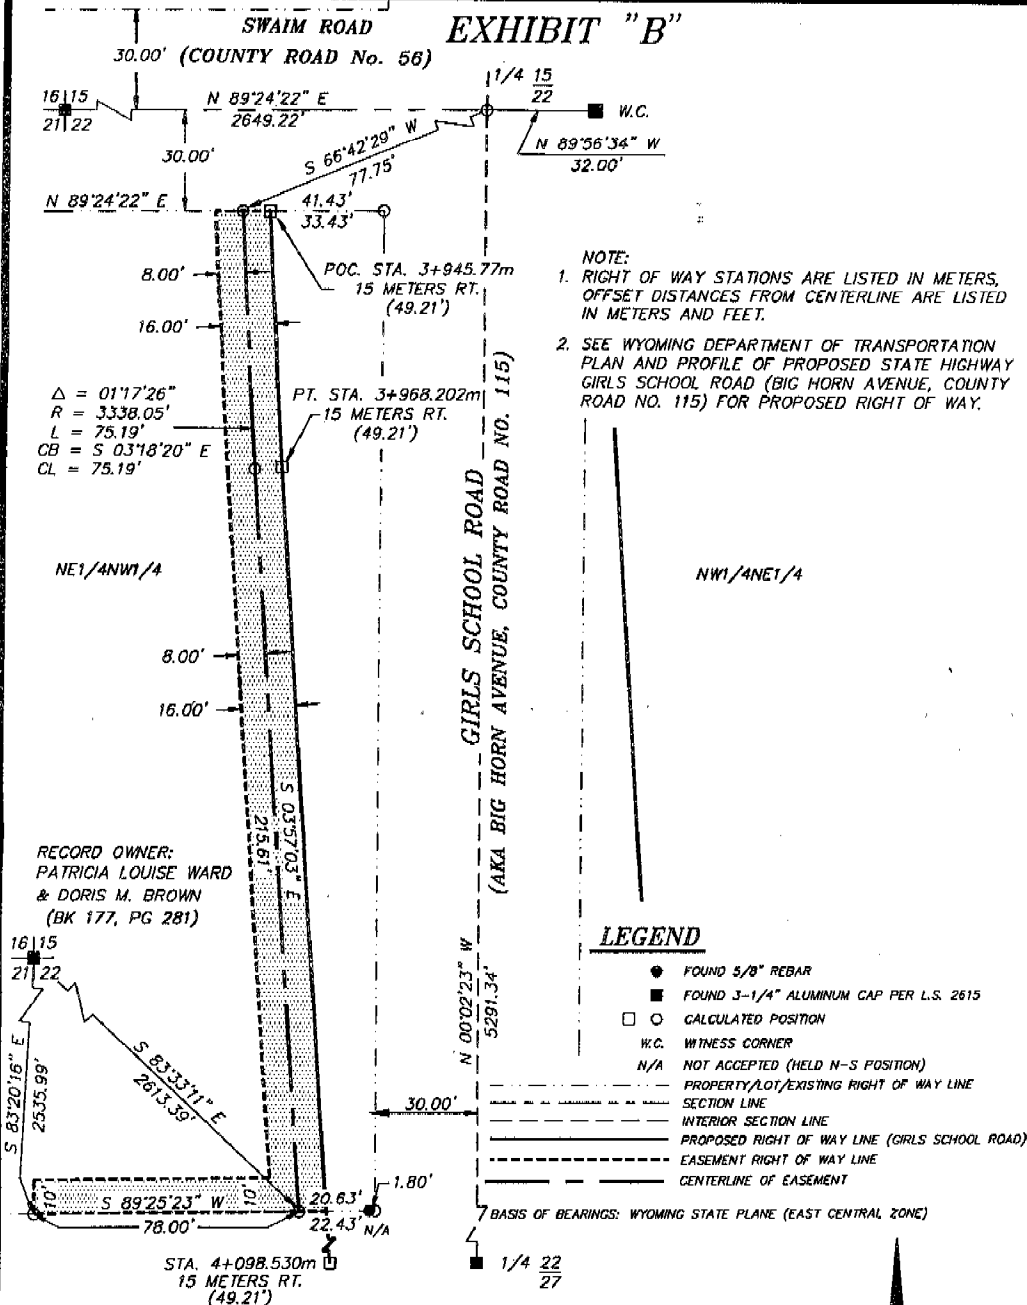 EXHIBIT "B"
SWAIM ROAD
30.00' (COUNTY ROAD No. 56)
1/4 15
22
16 15
21 22
N 89°24'22" E
2649.22'
W.C.
N 89°56'34" W
32.00'
30.00'
S 66°42'29" W
77.75'
N 89°24'22" E
41.43'
33.43'
8.00'
POC. STA. 3+945.77m
15 METERS RT.
(49.21')
16.00'
NOTE:
1. RIGHT OF WAY STATIONS ARE LISTED IN METERS,
OFFSET DISTANCES FROM CENTERLINE ARE LISTED
IN METERS AND FEET.
2. SEE WYOMING DEPARTMENT OF TRANSPORTATION
PLAN AND PROFILE OF PROPOSED STATE HIGHWAY
GIRLS SCHOOL ROAD (BIG HORN AVENUE, COUNTY
ROAD NO. 115) FOR PROPOSED RIGHT OF WAY.
Δ = 01°17'26"
R = 3338.05'
L = 75.19'
CB = S 03°18'20" E
CL = 75.19'
PT. STA. 3+968.202m
15 METERS RT.
(49.21')
GIRLS SCHOOL ROAD
(AKA BIG HORN AVENUE, COUNTY ROAD NO. 115)
NE1/4NW1/4
NW1/4NE1/4
8.00'
16.00'
S 03°57'03" E
215.61'
RECORD OWNER:
PATRICIA LOUISE WARD
& DORIS M. BROWN
(BK 177, PG 281)
16 15
21 22
S 83°20'16" E
2535.99'
S 83°33'11" E
2613.39'
N 00°02'23" W
5291.34'
30.00'
1.80'
10'
S 89°25'23" W
78.00'
10'
20.63'
22.43'
N/A
STA. 4+098.530m
15 METERS RT.
(49.21')
1/4 22
27
LEGEND
FOUND 5/8" REBAR
FOUND 3-1/4" ALUMINUM CAP PER L.S. 2615
CALCULATED POSITION
W.C. WITNESS CORNER
N/A NOT ACCEPTED (HELD N-S POSITION)
PROPERTY/LOT/EXISTING RIGHT OF WAY LINE
SECTION LINE
INTERIOR SECTION LINE
PROPOSED RIGHT OF WAY LINE (GIRLS SCHOOL ROAD)
EASEMENT RIGHT OF WAY LINE
CENTERLINE OF EASEMENT
BASIS OF BEARINGS: WYOMING STATE PLANE (EAST CENTRAL ZONE)